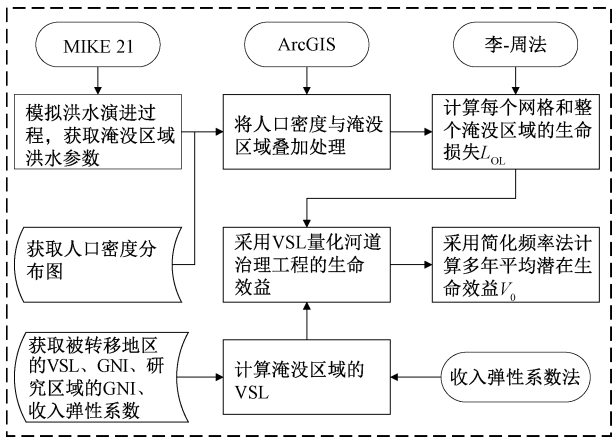 MIKE 21
ArcGIS
李-周法
模拟洪水演进过
程，获取淹没区域
洪水参数
将人口密度与淹没
区域叠加处理
计算每个网格和整
个淹没区域的生命
损失LOL
获取人口密度分
布图
采用VSL量化河道
治理工程的生命
效益
采用简化频率法计
算多年平均潜在生
命效益V0
获取被转移地区
的VSL、GNI、研
究区域的GNI、
收入弹性系数
计算淹没区域的
VSL
收入弹性系数法